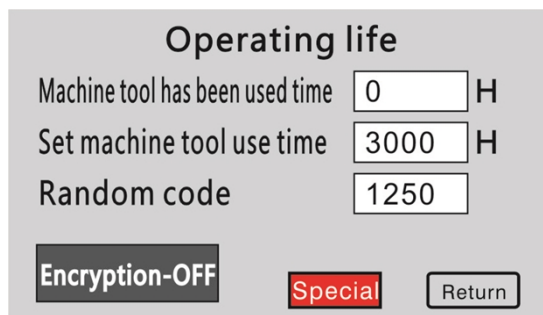 Operating life
Machine tool has been used time 0 H
Set machine tool use time 3000 H
Random code 1250
Encryption-OFF Special Return